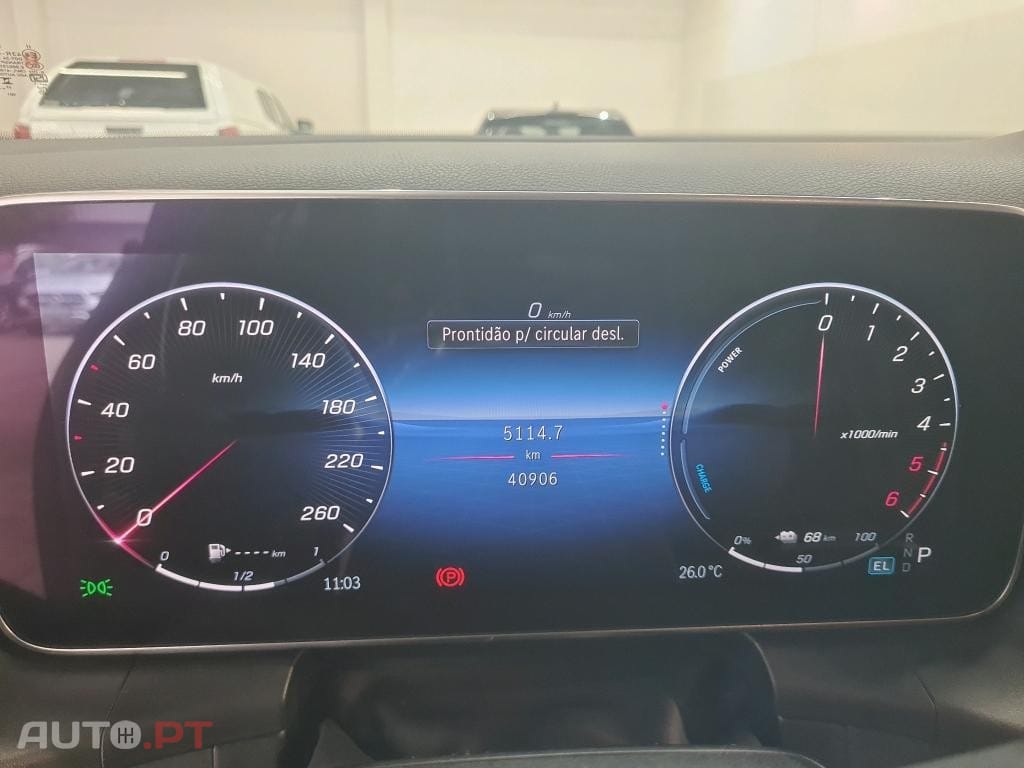 0 km/h
Prontidão p/ circular desl.
80 100
60 140
km/h
40 180
20 220
0 260
0 ---- km 1
1/2
11:03
5114.7
km
40906
POWER
0 1 2 3 4 5 6
x1000/min
CHARGE
0% 68 km 100
50
26.0°C
EL
R
N P
D
P
AUTO.PT